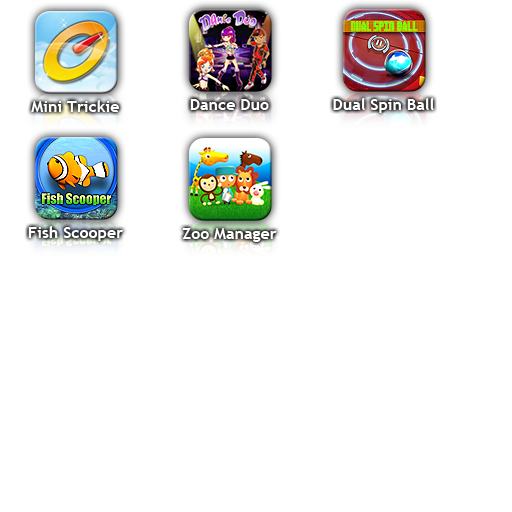 Dance Duo
DUAL SPIN BALL
Mini Trickie
Dance Duo
Dual Spin Ball
Fish Scooper
Fish Scooper
Zoo Manager